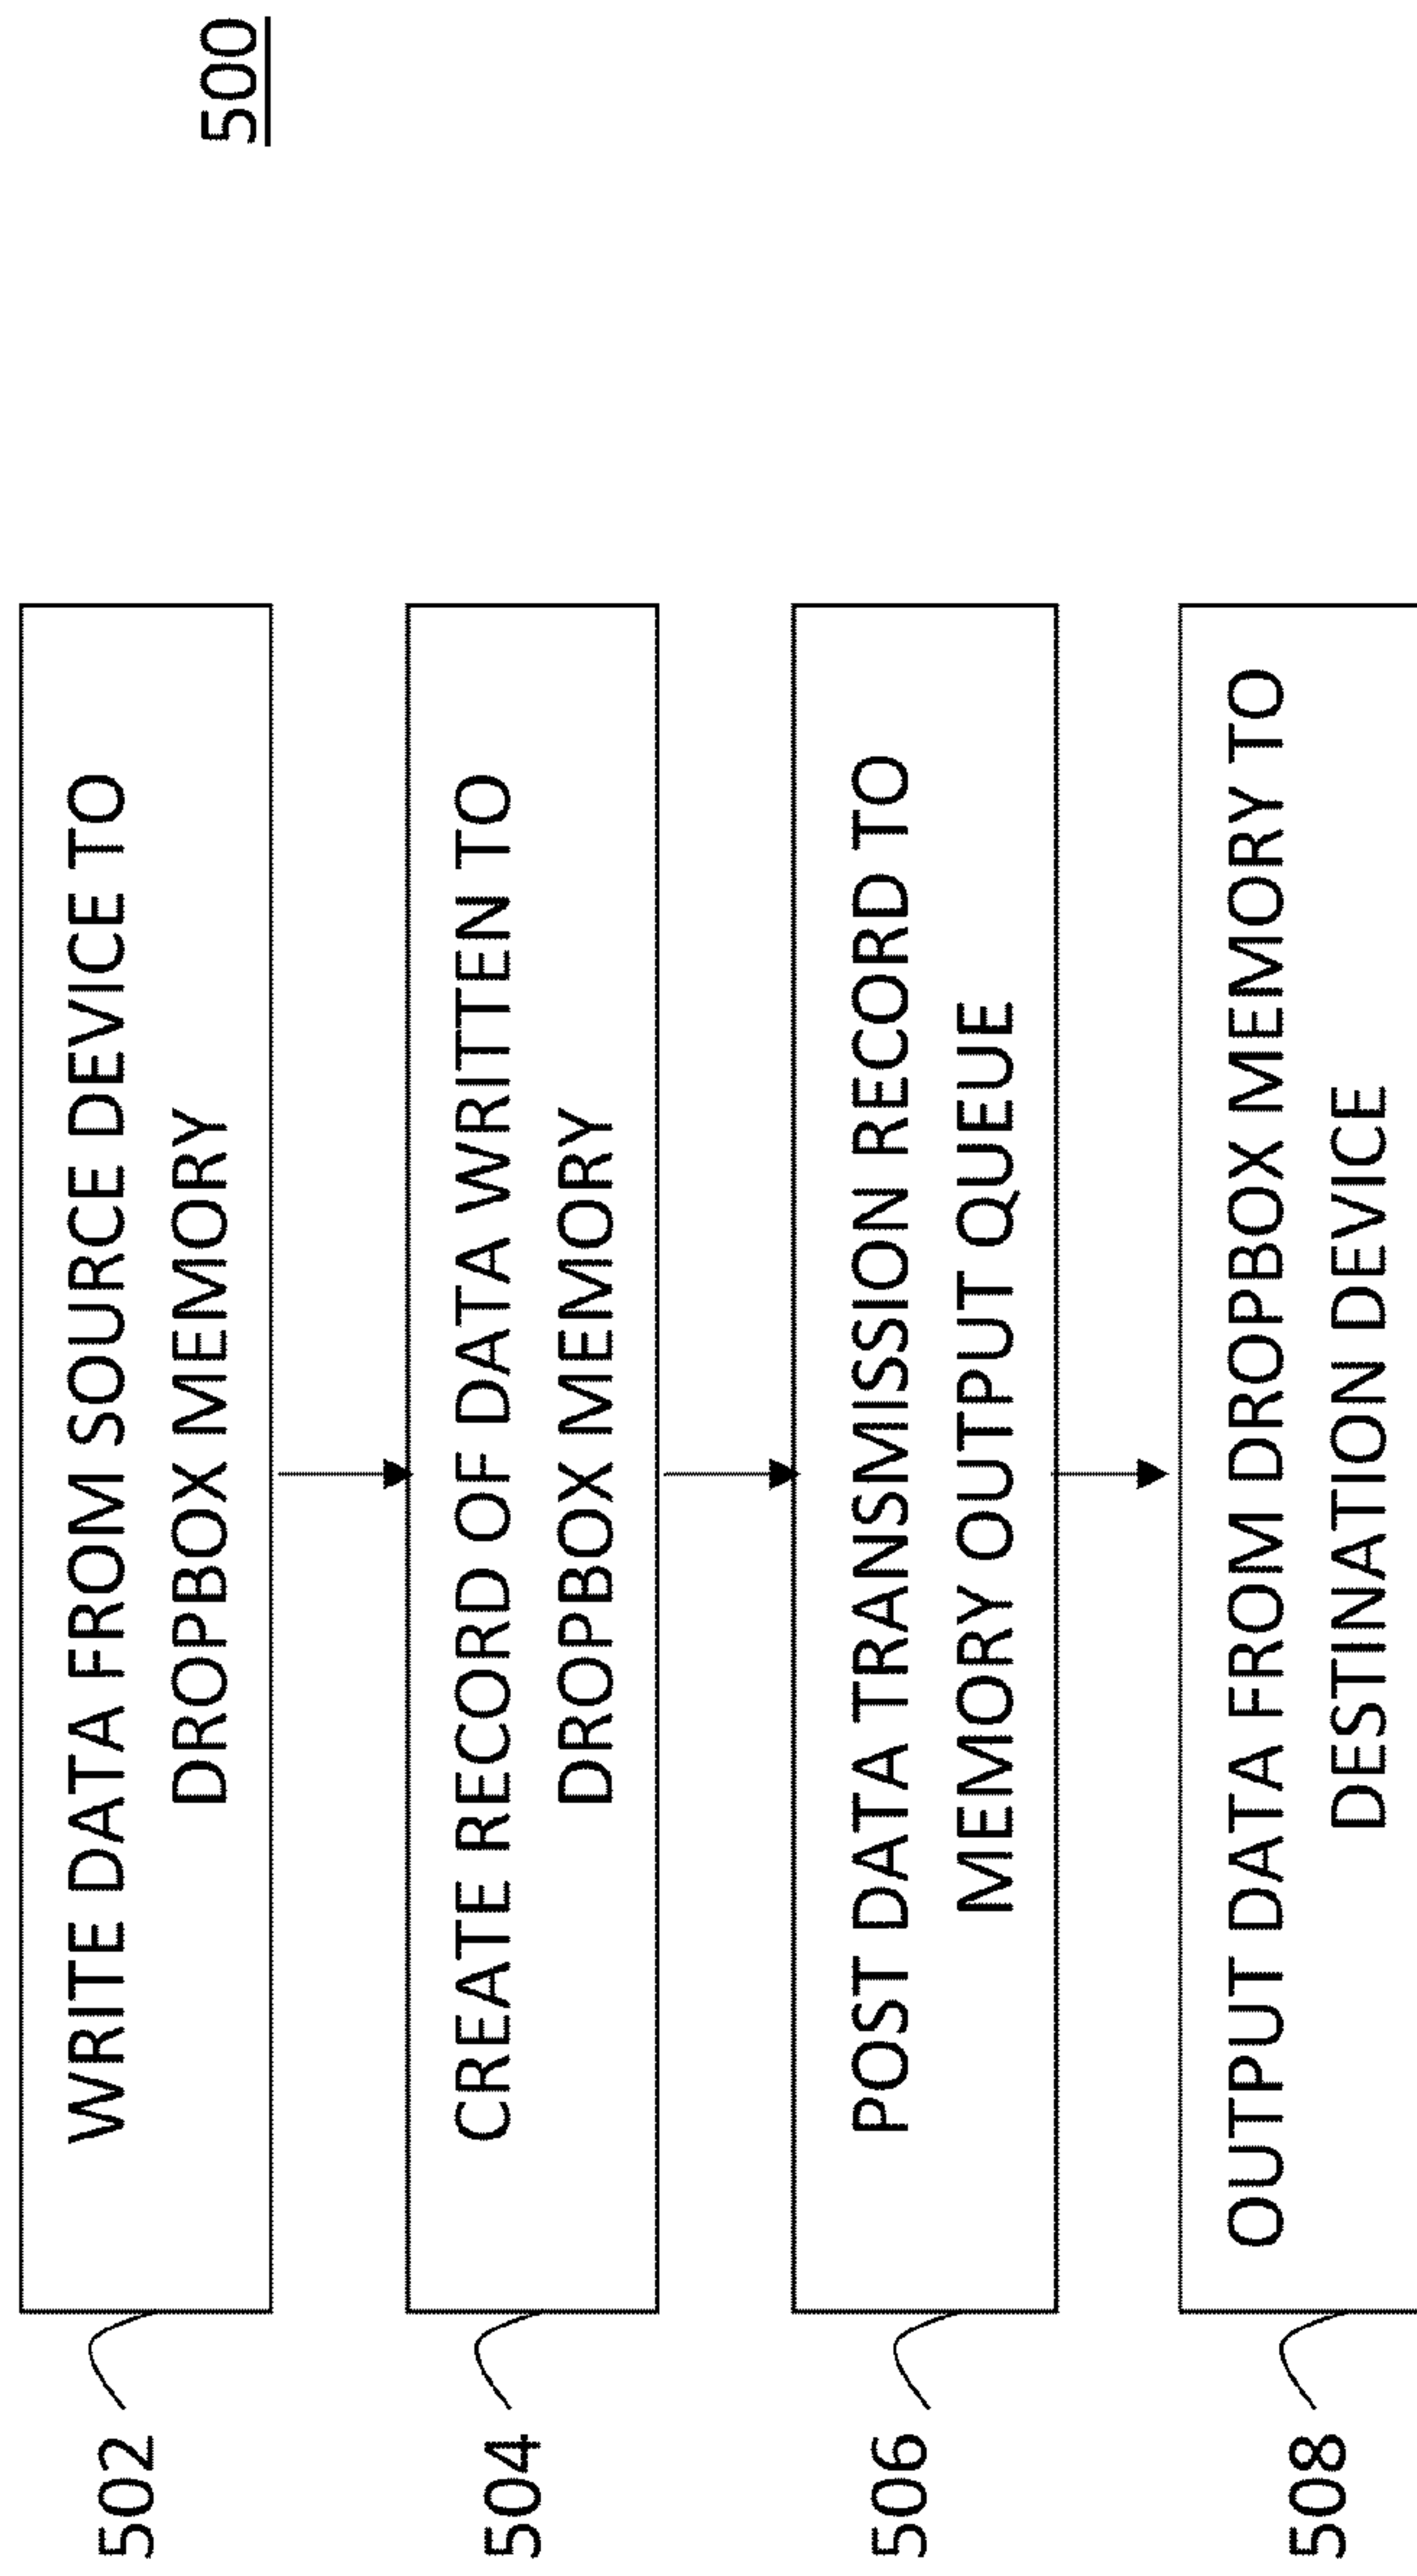 500
502
WRITE DATA FROM SOURCE DEVICE TO
DROPBOX MEMORY
504
CREATE RECORD OF DATA WRITTEN TO
DROPBOX MEMORY
506
POST DATA TRANSMISSION RECORD TO
MEMORY OUTPUT QUEUE
508
OUTPUT DATA FROM DROPBOX MEMORY TO
DESTINATION DEVICE